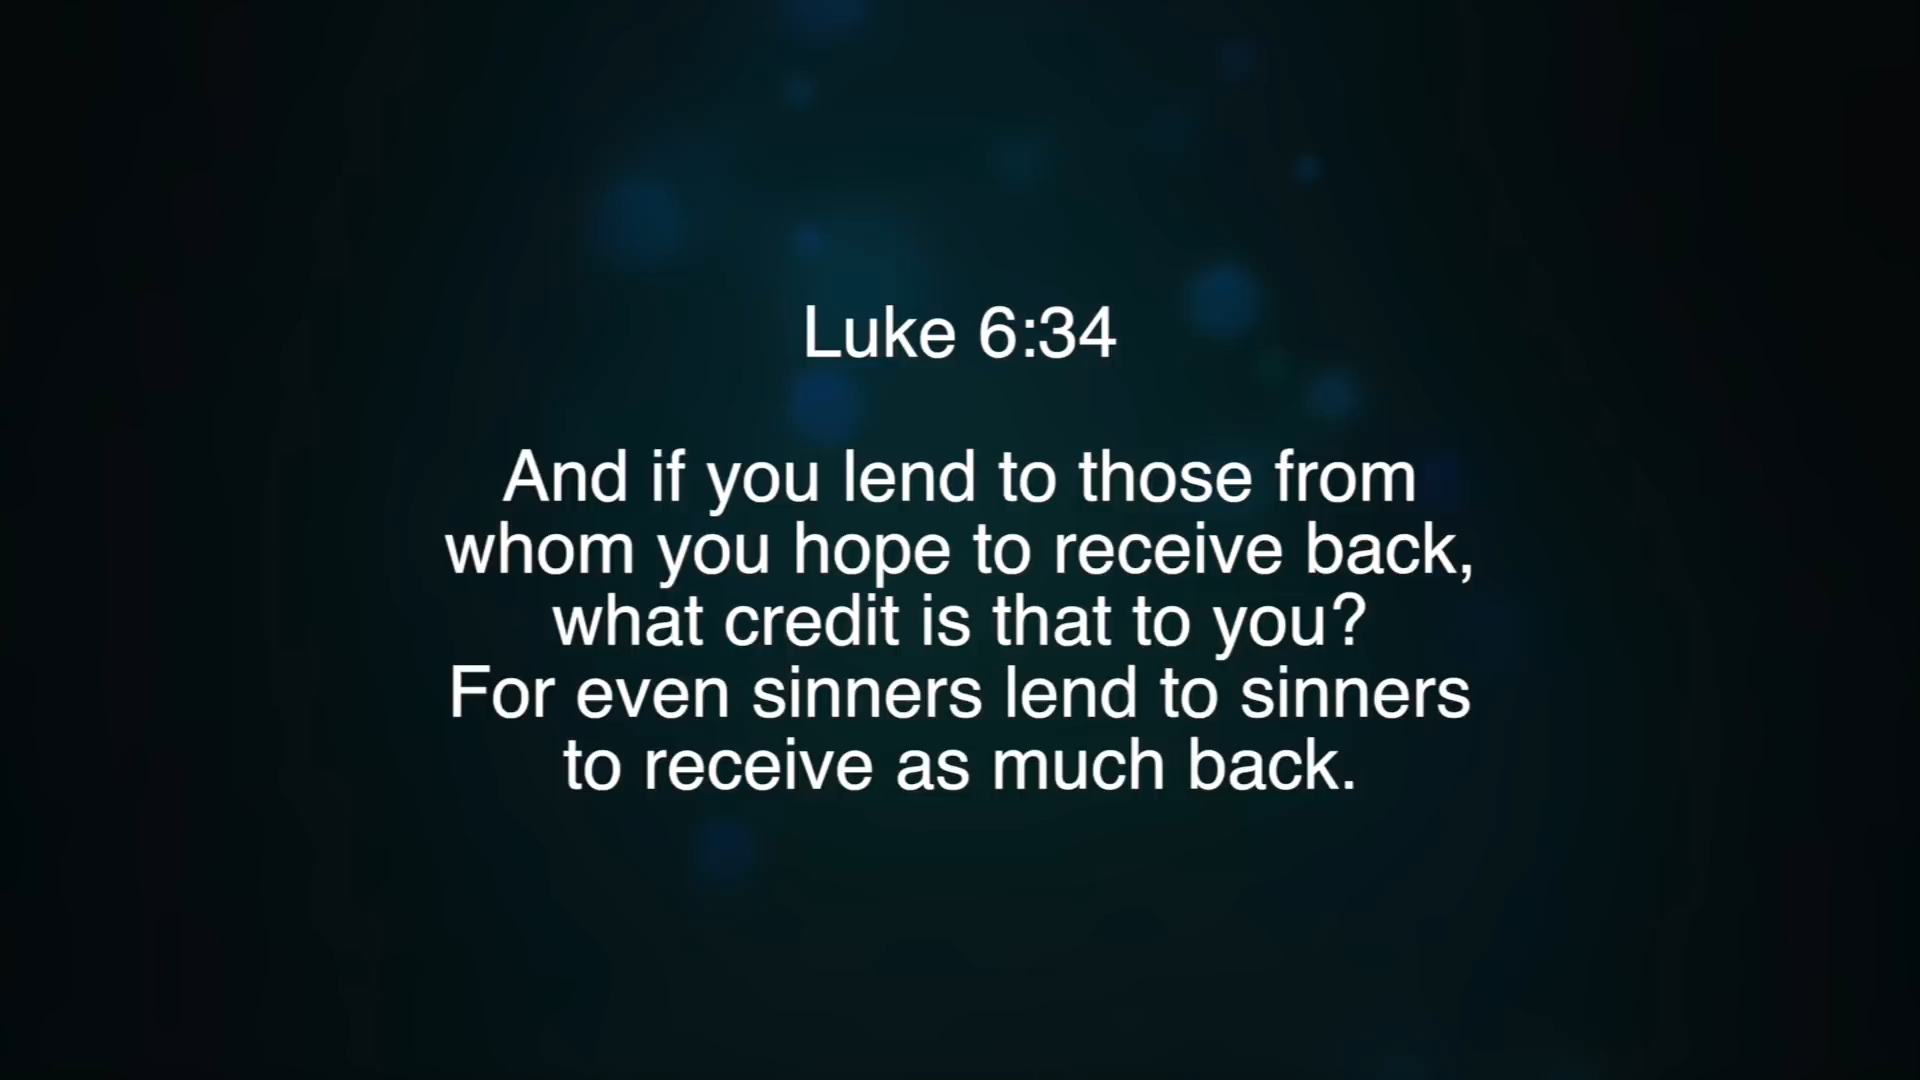 Luke 6:34
And if you lend to those from
whom you hope to receive back,
what credit is that to you?
For even sinners lend to sinners
to receive as much back.